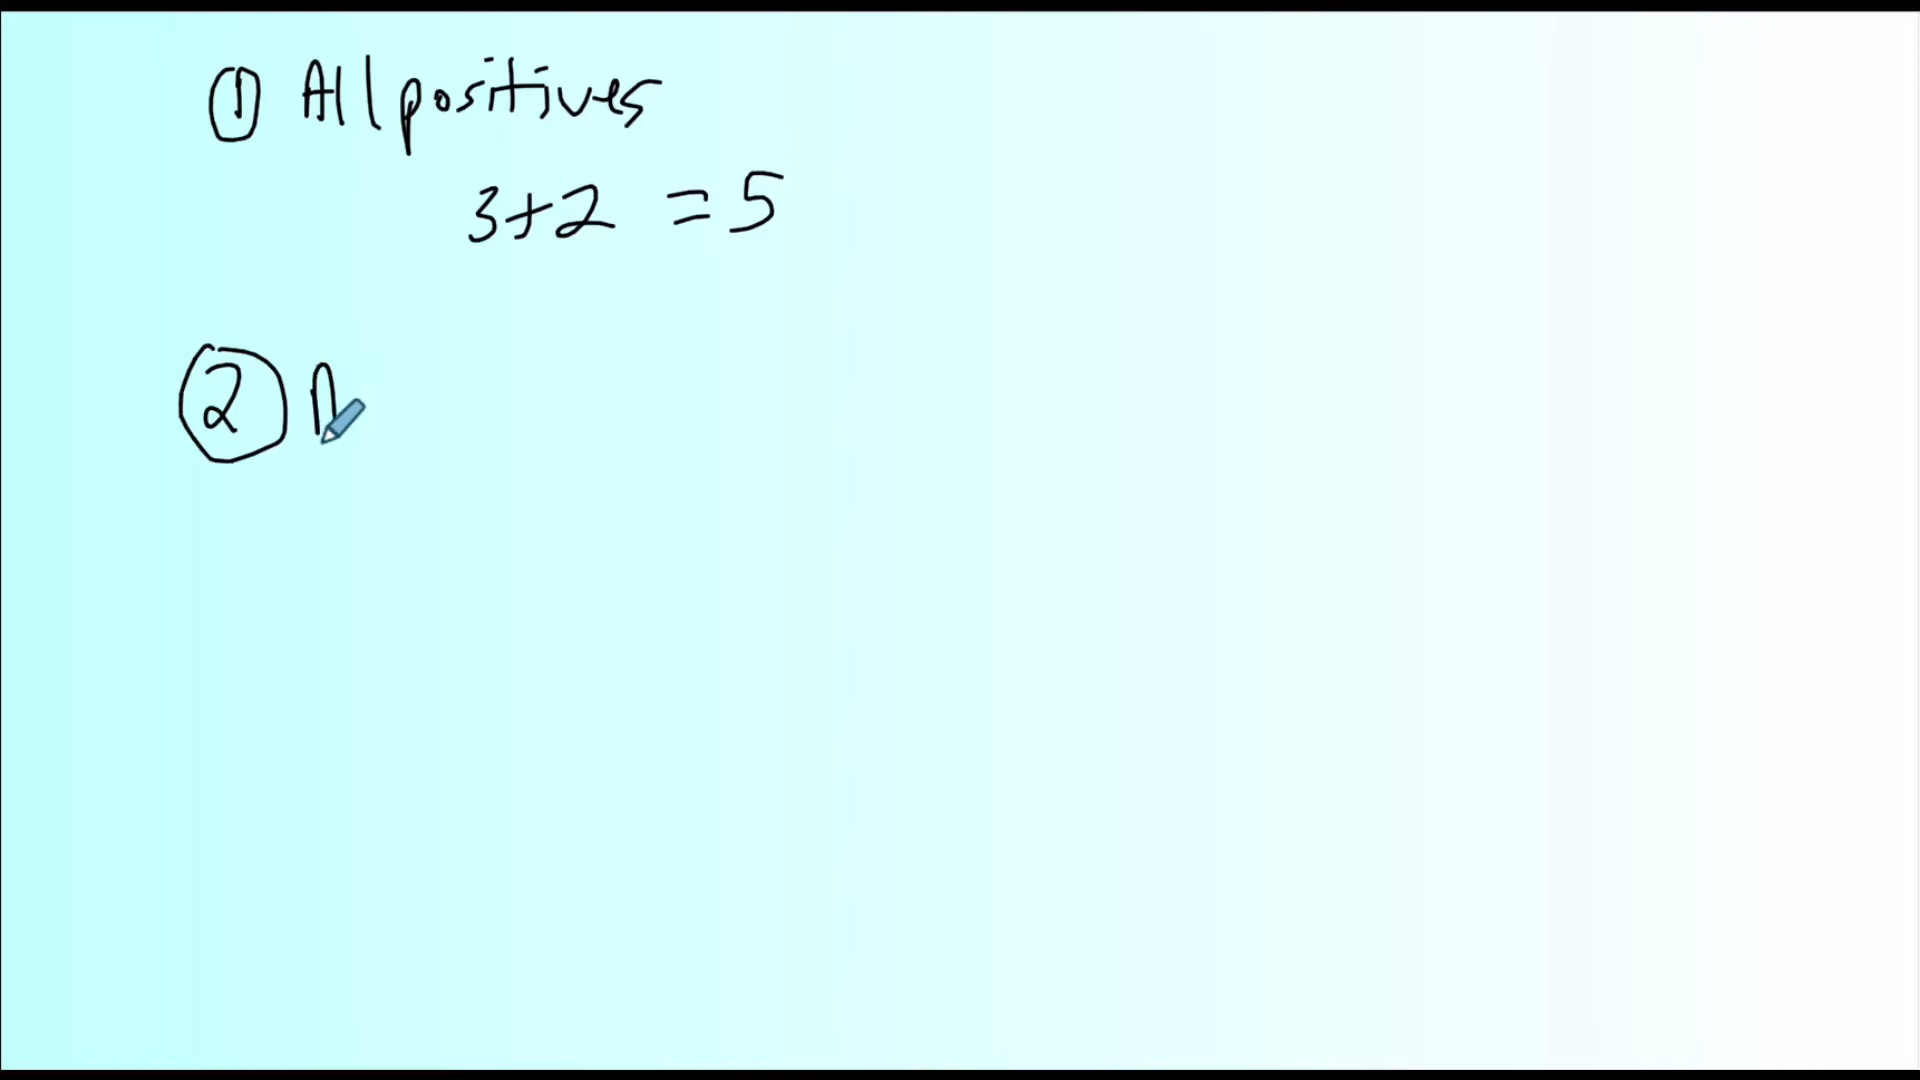 ① All positives
3+2 = 5
②